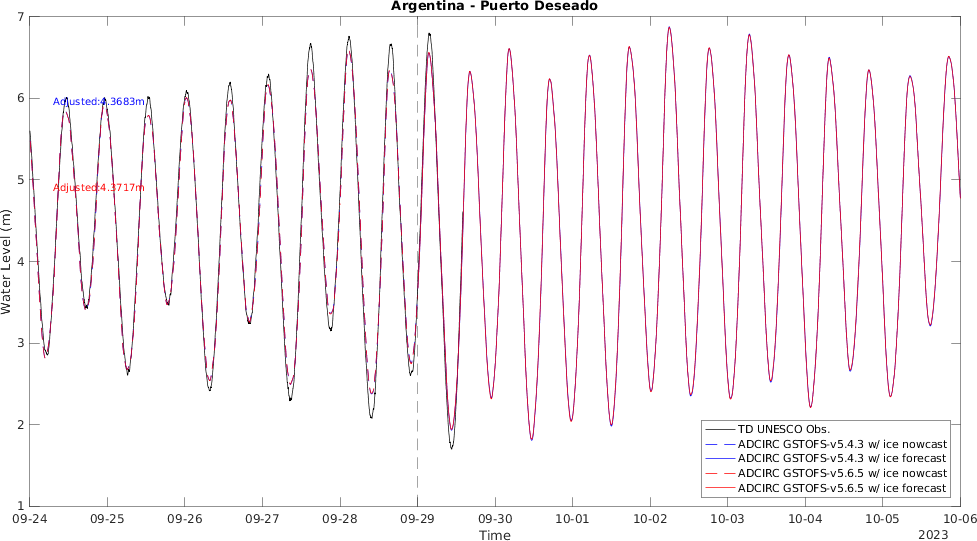 Argentina - Puerto Deseado
7
6
5
4
3
2
1
Water Level (m)
Adjusted:4.3683m
Adjusted:4.3717m
TD UNESCO Obs.
ADCIRC GSTOFS-v5.4.3 w/ ice nowcast
ADCIRC GSTOFS-v5.4.3 w/ ice forecast
ADCIRC GSTOFS-v5.6.5 w/ ice nowcast
ADCIRC GSTOFS-v5.6.5 w/ ice forecast
09-24 09-25 09-26 09-27 09-28 09-29 09-30 10-01 10-02 10-03 10-04 10-05 10-06
Time
2023